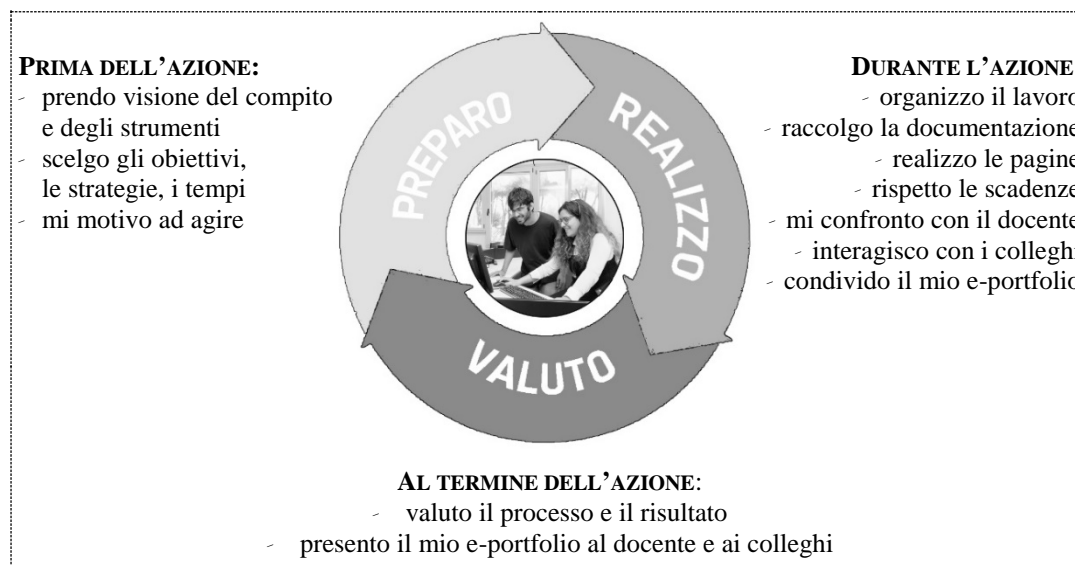 PRIMA DELL’AZIONE:
- prendo visione del compito
e degli strumenti
- scelgo gli obiettivi,
le strategie, i tempi
- mi motivo ad agire
PREPARO
REALIZZO
VALUTO
DURANTE L’AZIONE
- organizzo il lavoro
- raccolgo la documentazione
- realizzo le pagine
- rispetto le scadenze
- mi confronto con il docente
- interagisco con i colleghi
- condivido il mio e-portfolio
AL TERMINE DELL’AZIONE:
- valuto il processo e il risultato
- presento il mio e-portfolio al docente e ai colleghi